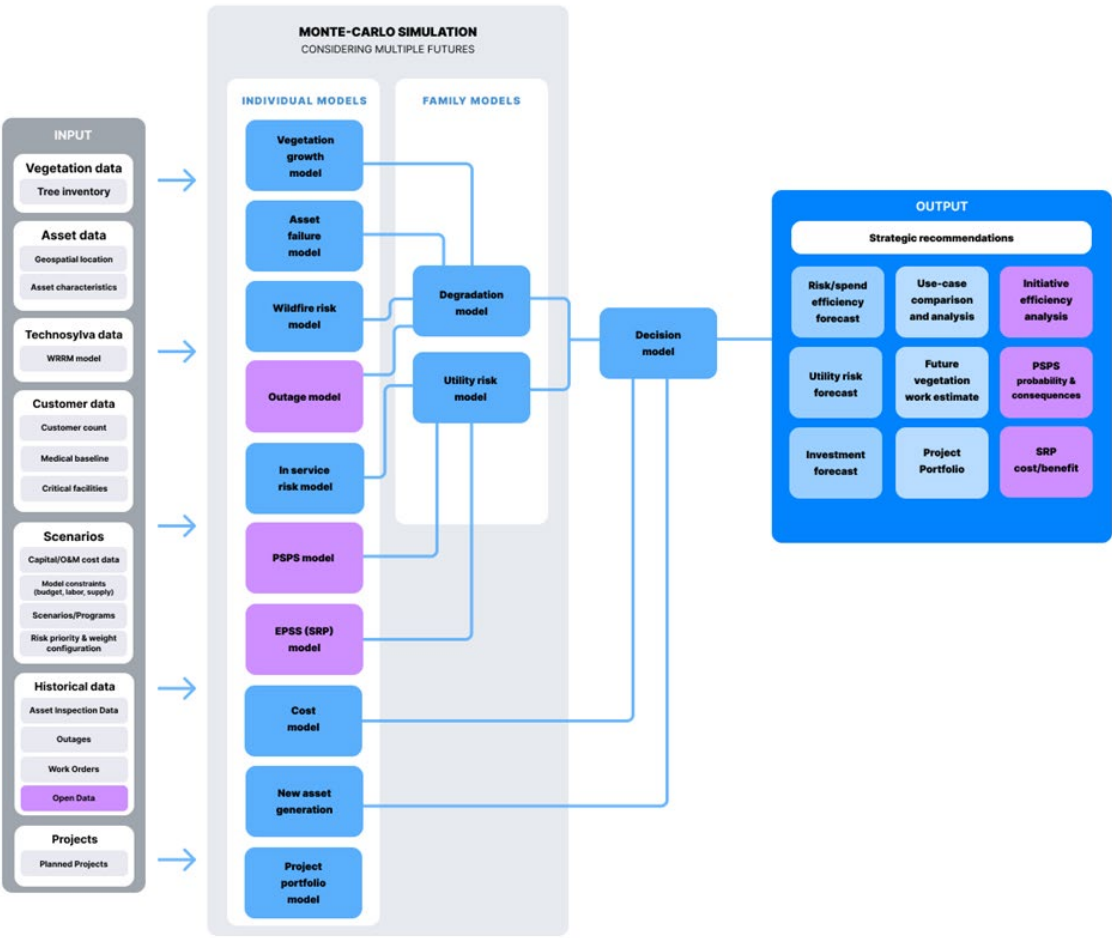 MONTE-CARLO SIMULATION
CONSIDERING MULTIPLE FUTURES
INPUT
Vegetation data
Tree inventory
Asset data
Geospatial location
Asset characteristics
Technosylva data
WRRM model
Customer data
Customer count
Medical baseline
Critical facilities
Scenarios
Capital/O&M cost data
Model constraints
(budget, labor, supply)
Scenarios/Programs
Risk priority & weight
configuration
Historical data
Asset Inspection Data
Outages
Work Orders
Open Data
Projects
Planned Projects
INDIVIDUAL MODELS
Vegetation
growth
model
Asset
failure
model
Wildfire risk
model
Outage model
In service
risk model
PSPS model
EPSS (SRP)
model
Cost
model
New asset
generation
Project
portfolio
model
FAMILY MODELS
Degradation
model
Utility risk
model
Decision
model
OUTPUT
Strategic recommendations
Risk/spend
efficiency
forecast
Use-case
comparison
and analysis
Initiative
efficiency
analysis
Utility risk
forecast
Future
vegetation
work estimate
PSPS
probability &
consequences
Investment
forecast
Project
Portfolio
SRP
cost/benefit